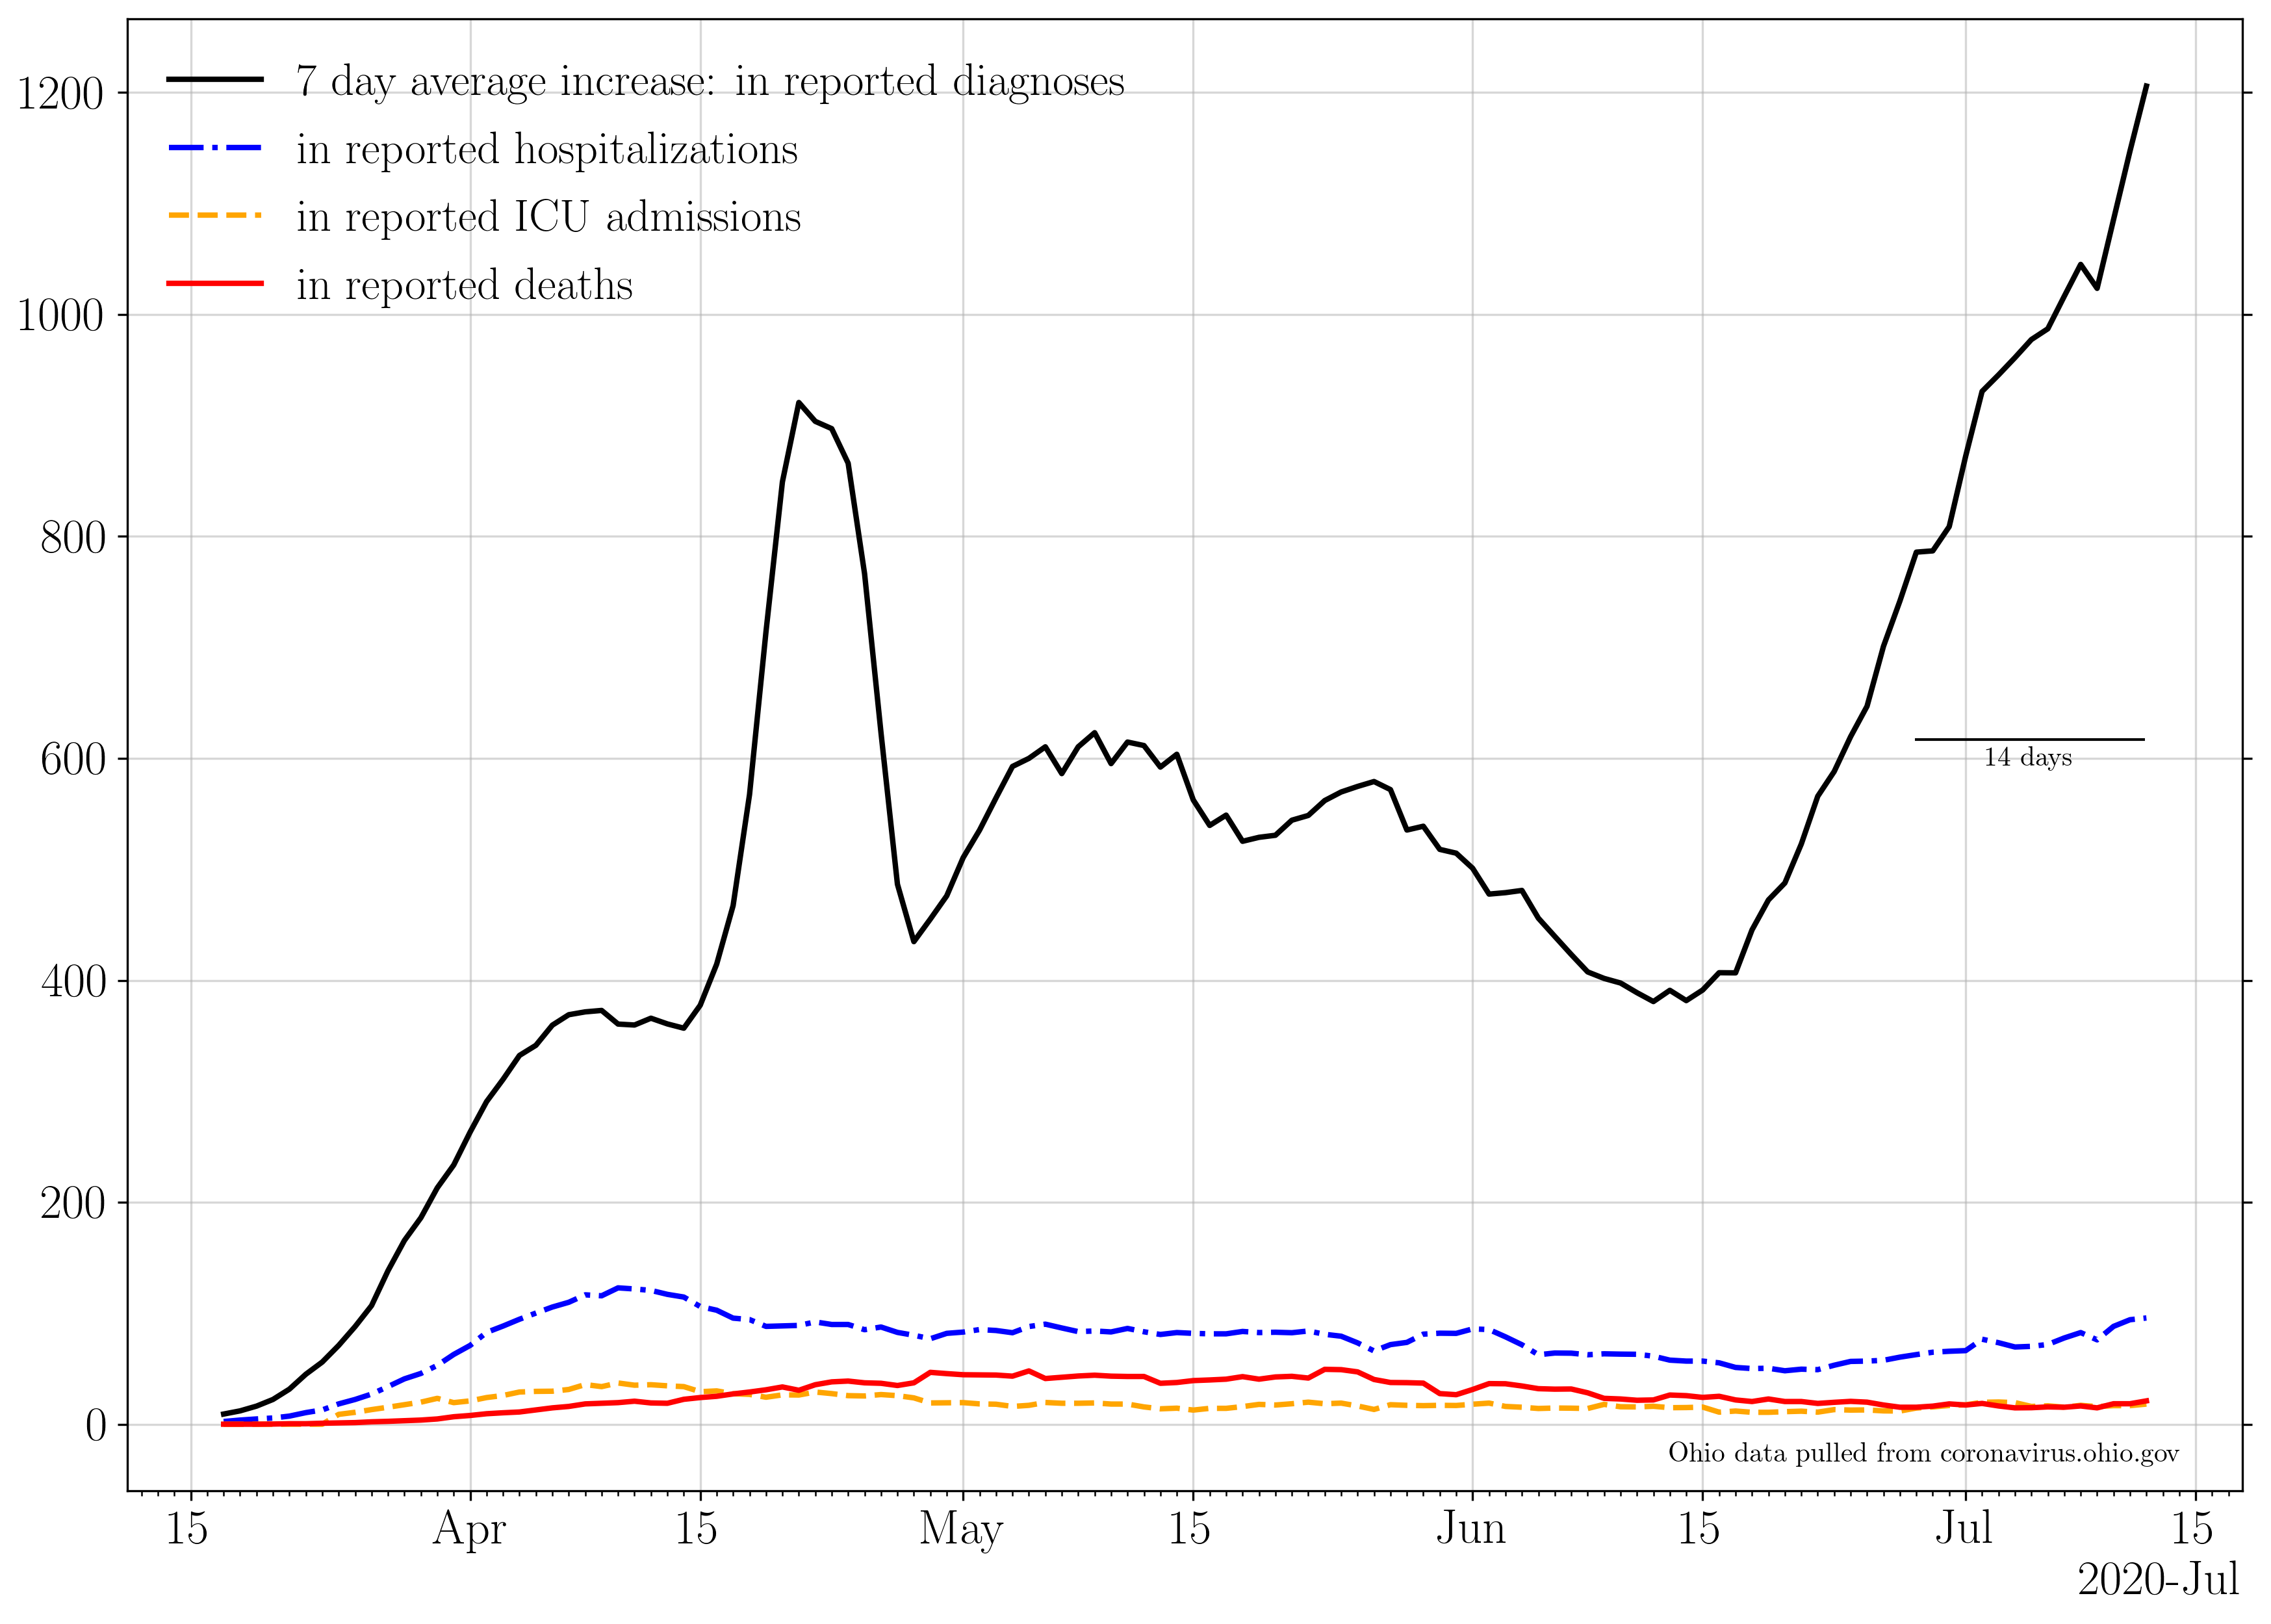 7 day average increase: in reported diagnoses
in reported hospitalizations
in reported ICU admissions
in reported deaths
1200
1000
800
600
400
200
0
14 days
Ohio data pulled from coronavirus.ohio.gov
15 Apr 15 May 15 Jun 15 Jul 15
2020-Jul